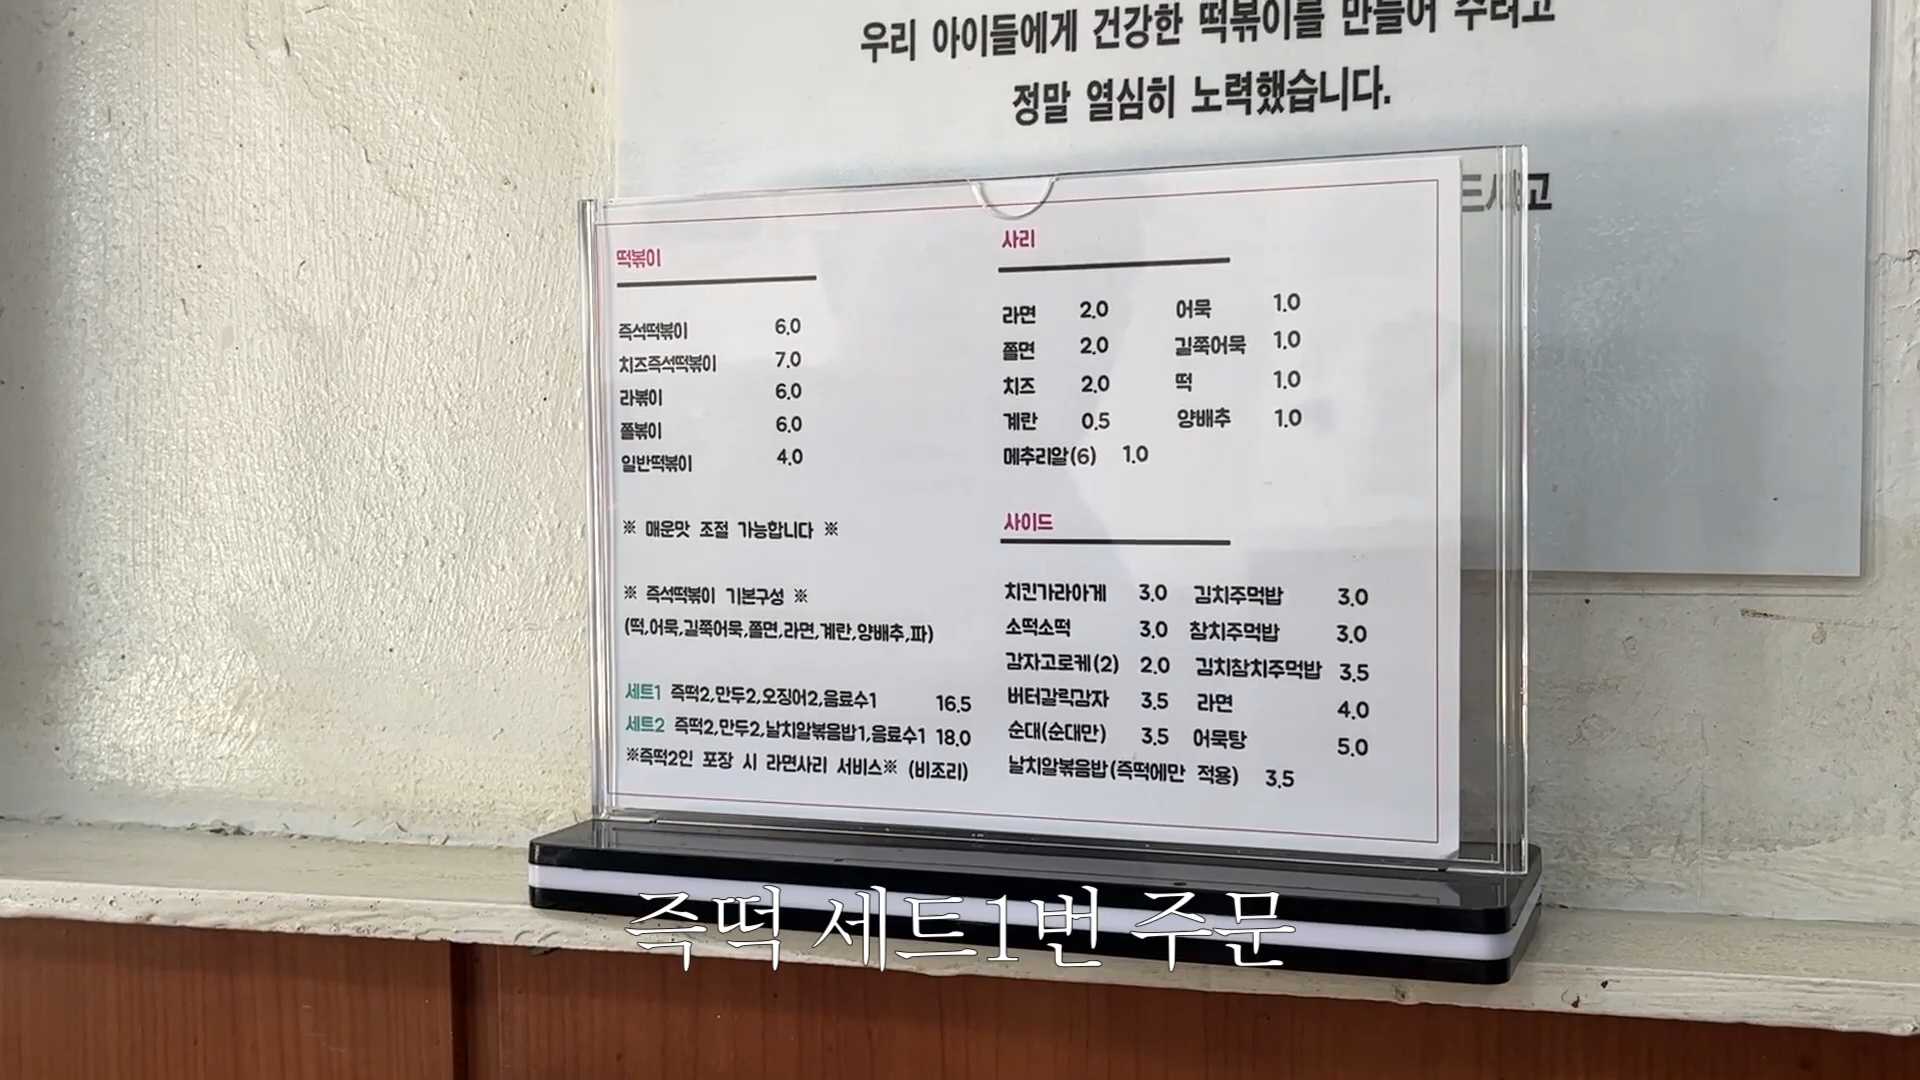 우리 아이들에게 건강한 떡볶이를 만들어 주려고
정말 열심히 노력했습니다.
떡볶이
즉석떡볶이 6.0
치즈즉석떡볶이 7.0
라볶이 6.0
쫄볶이 6.0
일반떡볶이 4.0
※ 매운맛 조절 가능합니다 ※
※ 즉석떡볶이 기본구성 ※
(떡,어묵,길쭉어묵,쫄면,라면,계란,양배추,파)
세트1 즉떡2,만두2,오징어2,음료수1 16.5
세트2 즉떡2,만두2,날치알볶음밥1,음료수1 18.0
※즉떡2인 포장 시 라면사리 서비스※ (비조리)
사리
라면 2.0 어묵 1.0
쫄면 2.0 길쭉어묵 1.0
치즈 2.0 떡 1.0
계란 0.5 양배추 1.0
메추리알(6) 1.0
사이드
치킨가라아게 3.0 김치주먹밥 3.0
소떡소떡 3.0 참치주먹밥 3.0
감자고로케(2) 2.0 김치참치주먹밥 3.5
버터갈릭감자 3.5 라면 4.0
순대(순대만) 3.5 어묵탕 5.0
날치알볶음밥(즉떡에만 적용) 3.5
즉떡 세트1번 주문